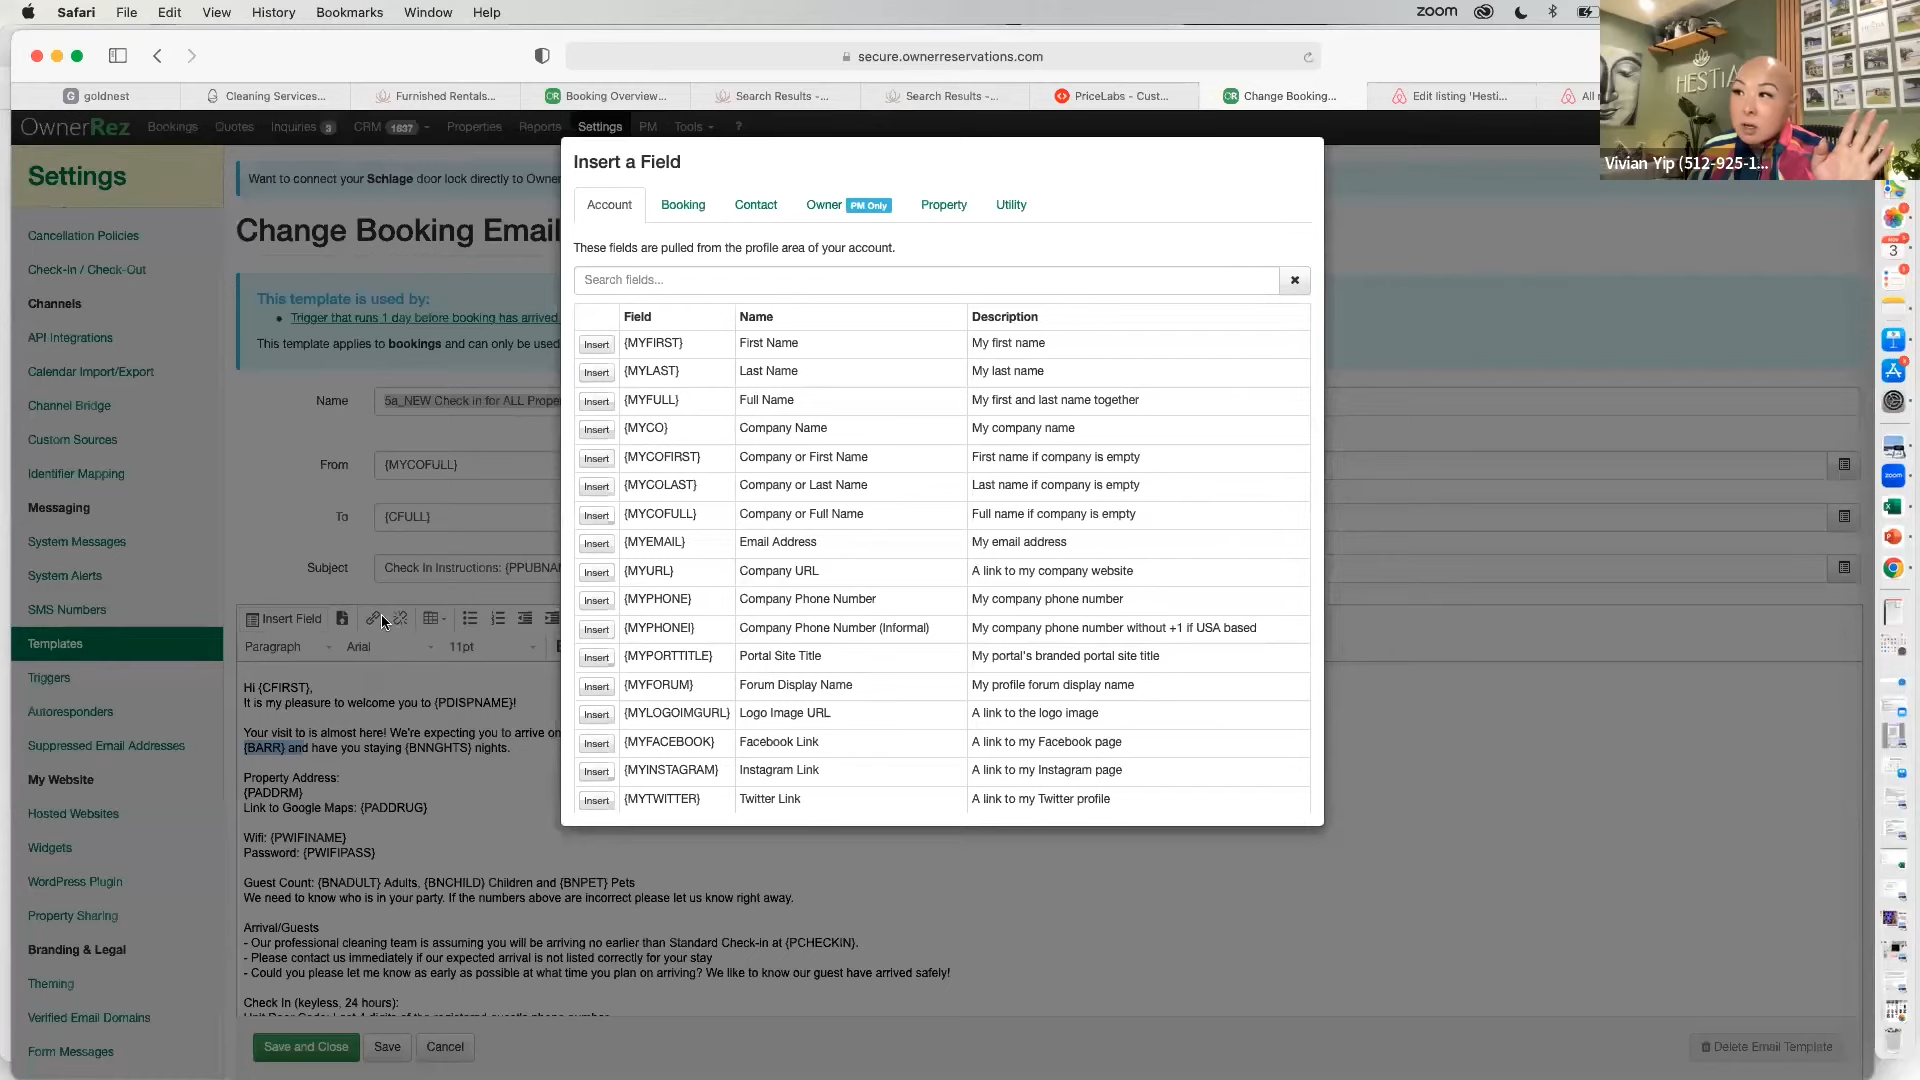 Safari File Edit View History Bookmarks Window Help
zoom
secure.ownerreservations.com
goldnest
Cleaning Services...
Furnished Rentals...
Booking Overview...
Search Results -...
Search Results -...
PriceLabs - Cust...
Change Booking...
Edit listing 'Hesti...
OwnerRez Bookings Quotes Inquiries 3 CRM 1837 Properties Reports Settings PM Tools ?
HESTIA
Vivian Yip (512-925-1...
Settings
Cancellation Policies
Check-In / Check-Out
Channels
API Integrations
Calendar Import/Export
Channel Bridge
Custom Sources
Identifier Mapping
Messaging
System Messages
System Alerts
SMS Numbers
Templates
Triggers
Autoresponders
Suppressed Email Addresses
My Website
Hosted Websites
Widgets
WordPress Plugin
Property Sharing
Branding & Legal
Theming
Verified Email Domains
Form Messages
Want to connect your Schlage door lock directly to Owner
Change Booking Email
This template is used by:
Trigger that runs 1 day before booking has arrived
This template applies to bookings and can only be used
Name 5a_NEW Check in for ALL Proper
From {MYCOFULL}
To {CFULL}
Subject Check In Instructions: {PPUBNAM
Insert Field
Paragraph Arial 11pt
Hi {CFIRST},
It is my pleasure to welcome you to {PDISPNAME}!
Your visit to is almost here! We're expecting you to arrive on
{BARR} and have you staying {BNNGHTS} nights.
Property Address:
{PADDRM}
Link to Google Maps: {PADDRUG}
Wifi: {PWIFINAME}
Password: {PWIFIPASS}
Guest Count: {BNADULT} Adults, {BNCHILD} Children and {BNPET} Pets
We need to know who is in your party. If the numbers above are incorrect please let us know right away.
Arrival/Guests
- Our professional cleaning team is assuming you will be arriving no earlier than Standard Check-in at {PCHECKIN}.
- Please contact us immediately if our expected arrival is not listed correctly for your stay
- Could you please let me know as early as possible at what time you plan on arriving? We like to know our guest have arrived safely!
Check In (keyless, 24 hours):
Save and Close Save Cancel
Delete Email Template
Insert a Field
Account Booking Contact Owner PM Only Property Utility
These fields are pulled from the profile area of your account.
Search fields...
Field Name Description
Insert {MYFIRST} First Name My first name
Insert {MYLAST} Last Name My last name
Insert {MYFULL} Full Name My first and last name together
Insert {MYCO} Company Name My company name
Insert {MYCOFIRST} Company or First Name First name if company is empty
Insert {MYCOLAST} Company or Last Name Last name if company is empty
Insert {MYCOFULL} Company or Full Name Full name if company is empty
Insert {MYEMAIL} Email Address My email address
Insert {MYURL} Company URL A link to my company website
Insert {MYPHONE} Company Phone Number My company phone number
Insert {MYPHONEI} Company Phone Number (Informal) My company phone number without +1 if USA based
Insert {MYPORTTITLE} Portal Site Title My portal's branded portal site title
Insert {MYFORUM} Forum Display Name My profile forum display name
Insert {MYLOGOIMGURL} Logo Image URL A link to the logo image
Insert {MYFACEBOOK} Facebook Link A link to my Facebook page
Insert {MYINSTAGRAM} Instagram Link A link to my Instagram page
Insert {MYTWITTER} Twitter Link A link to my Twitter profile